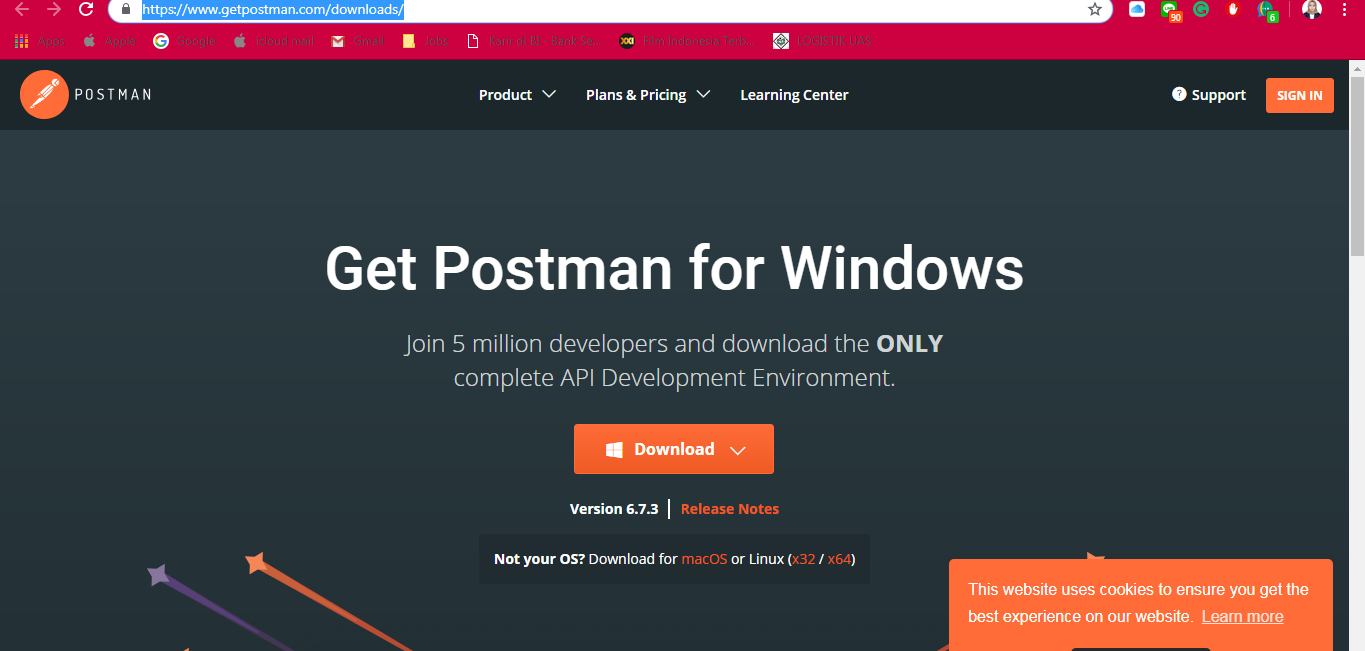 https://www.getpostman.com/downloads/
90
6
Apps Apple Google icloud mail Gmail Jobs Karir di BI - Bank Se... Film Indonesia Terb... LOGISTIK UAS
POSTMAN
Product Plans & Pricing Learning Center
? Support SIGN IN
Get Postman for Windows
Join 5 million developers and download the ONLY
complete API Development Environment.
Download
Version 6.7.3 | Release Notes
Not your OS? Download for macOS or Linux (x32 / x64)
This website uses cookies to ensure you get the
best experience on our website. Learn more